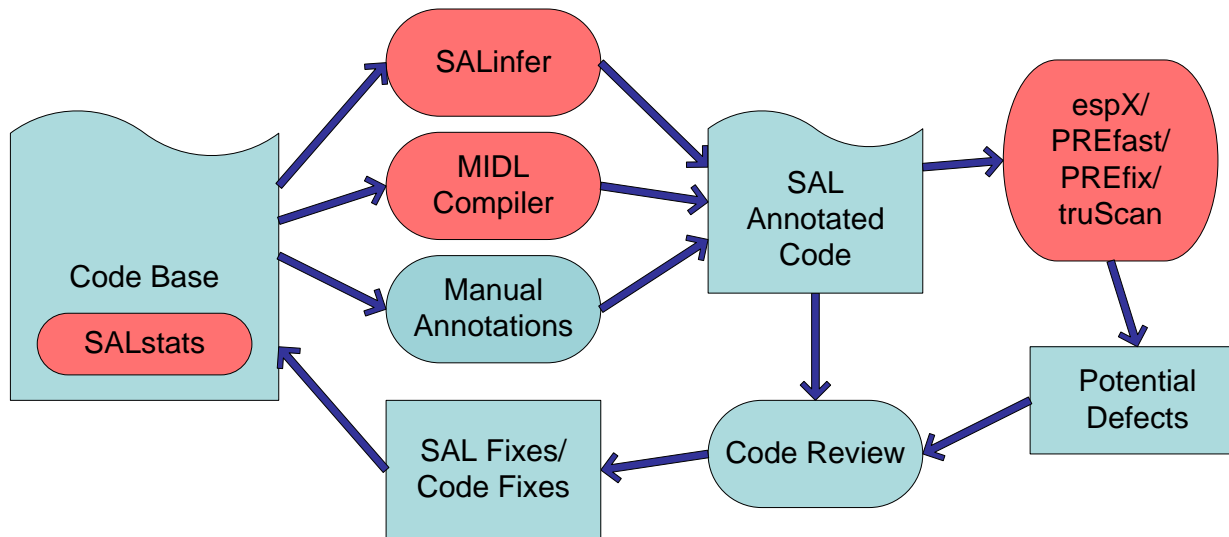 SALinfer
MIDL
Compiler
Manual
Annotations
Code Base
SALstats
SAL
Annotated
Code
espX/
PREfast/
PREfix/
truScan
Potential
Defects
Code Review
SAL Fixes/
Code Fixes